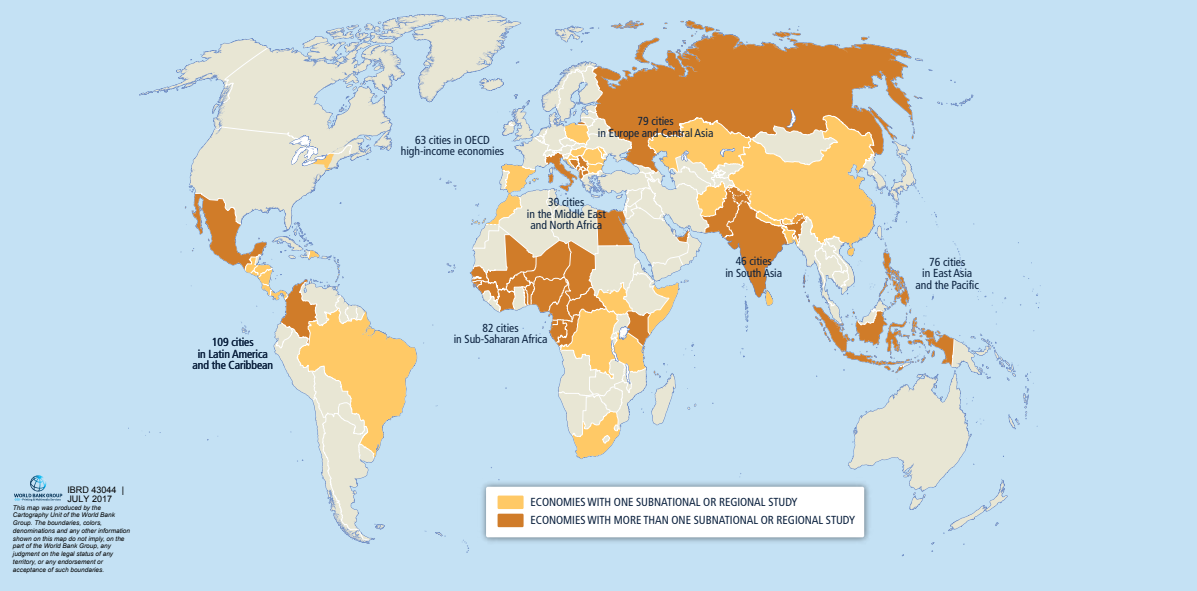 79 cities
in Europe and Central Asia
63 cities in OECD
high-income economies
30 cities
in the Middle East
and North Africa
46 cities
in South Asia
76 cities
in East Asia
and the Pacific
82 cities
in Sub-Saharan Africa
109 cities
in Latin America
and the Caribbean
ECONOMIES WITH ONE SUBNATIONAL OR REGIONAL STUDY
ECONOMIES WITH MORE THAN ONE SUBNATIONAL OR REGIONAL STUDY
WORLD BANK GROUP
IBRD 43044 |
JULY 2017
This map was produced by the
Cartography Unit of the World Bank
Group. The boundaries, colors,
denominations and any other information
shown on this map do not imply, on the
part of the World Bank Group, any
judgment on the legal status of any
territory, or any endorsement or
acceptance of such boundaries.